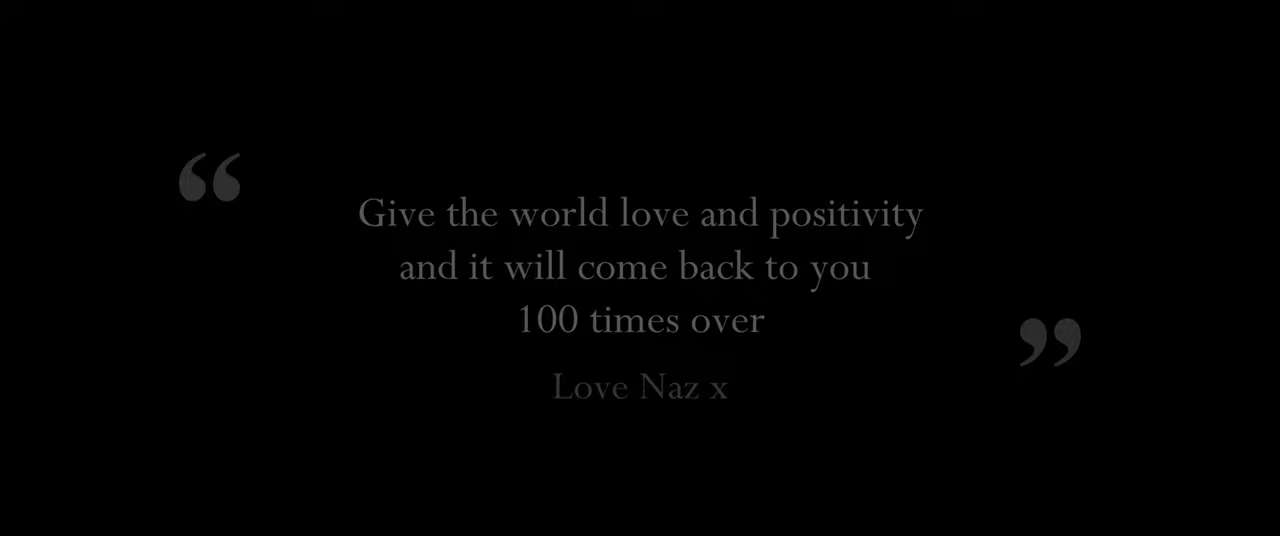 “
Give the world love and positivity
and it will come back to you
100 times over
”
Love Naz x